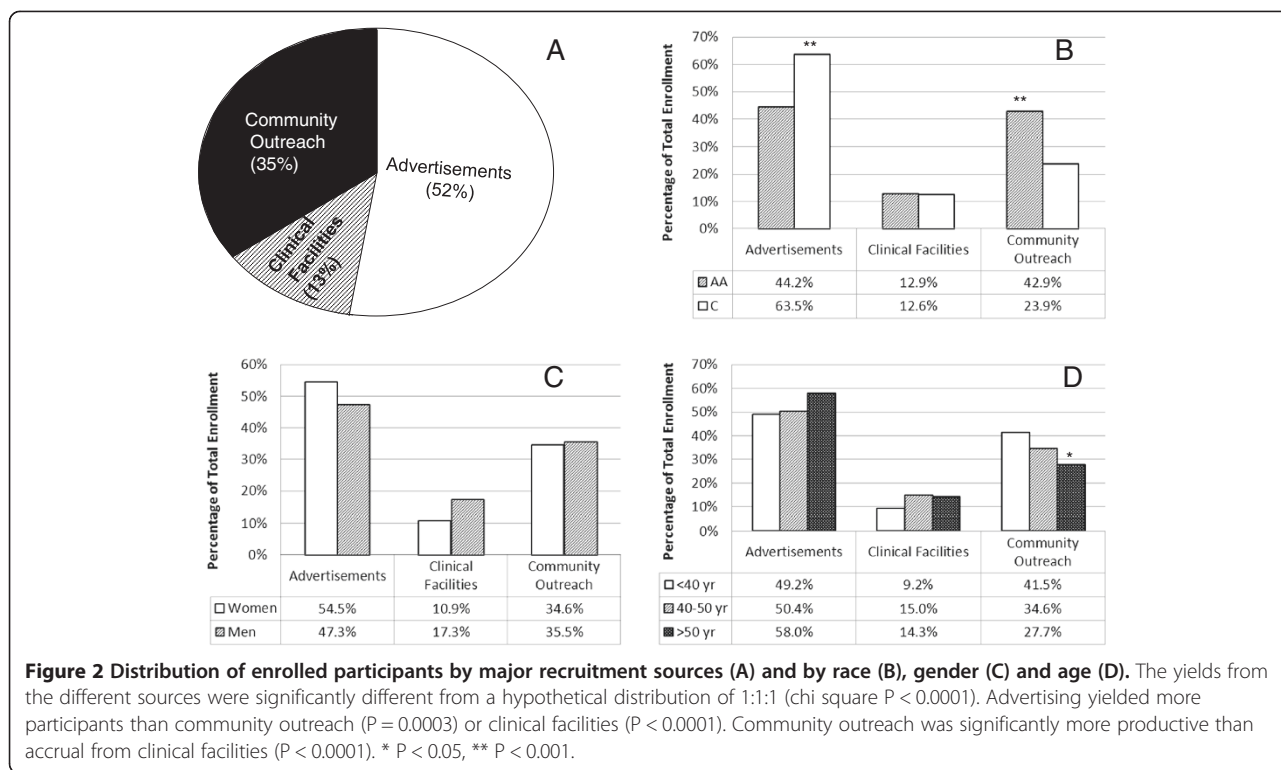 A
Community
Outreach
(35%)
Advertisements
(52%)
Clinical
Facilities
(13%)
B
Percentage of Total Enrollment
70%
60%
50%
40%
30%
20%
10%
0%
**
**
Advertisements Clinical Facilities Community
Outreach
AA 44.2% 12.9% 42.9%
C 63.5% 12.6% 23.9%
C
Percentage of Total Enrollment
60%
50%
40%
30%
20%
10%
0%
Advertisements Clinical
Facilities Community
Outreach
Women 54.5% 10.9% 34.6%
Men 47.3% 17.3% 35.5%
D
Percentage of Total Enrollment
70%
60%
50%
40%
30%
20%
10%
0%
*
Advertisements Clinical Facilities Community
Outreach
<40 yr 49.2% 9.2% 41.5%
40-50 yr 50.4% 15.0% 34.6%
>50 yr 58.0% 14.3% 27.7%
Figure 2 Distribution of enrolled participants by major recruitment sources (A) and by race (B), gender (C) and age (D). The yields from
the different sources were significantly different from a hypothetical distribution of 1:1:1 (chi square P < 0.0001). Advertising yielded more
participants than community outreach (P = 0.0003) or clinical facilities (P < 0.0001). Community outreach was significantly more productive than
accrual from clinical facilities (P < 0.0001). * P < 0.05, ** P < 0.001.